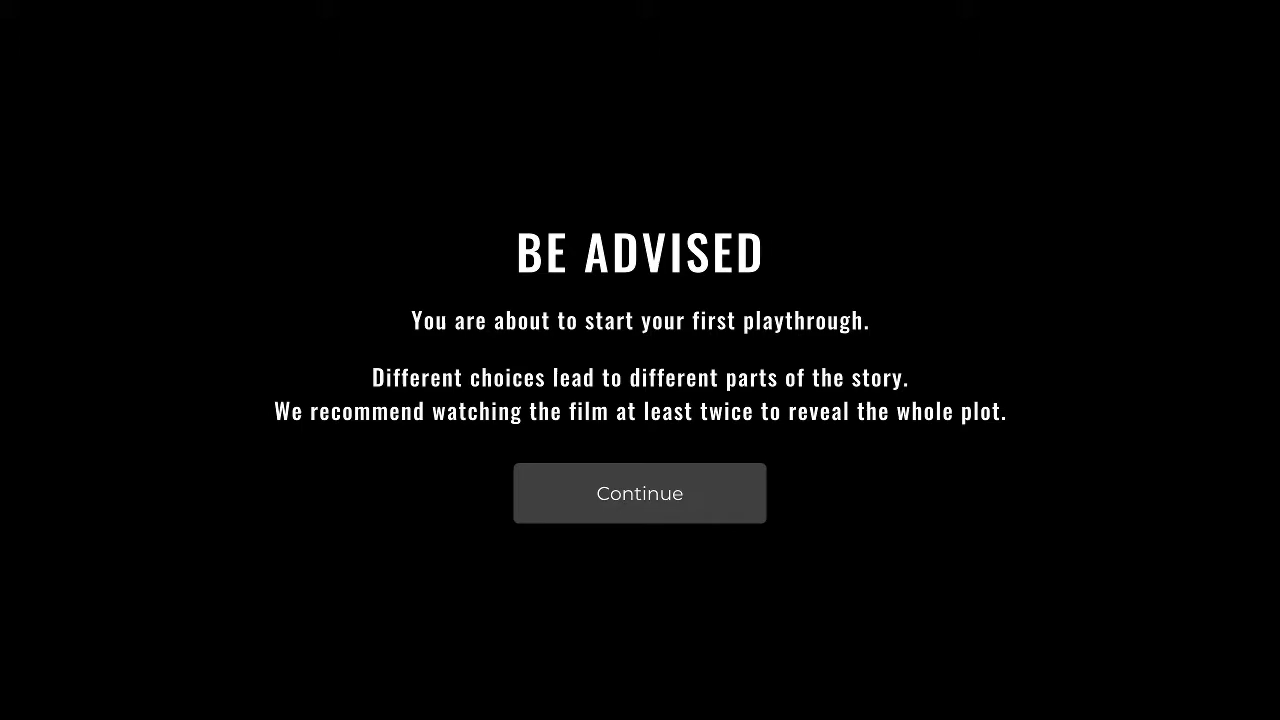 BE ADVISED
You are about to start your first playthrough.
Different choices lead to different parts of the story.
We recommend watching the film at least twice to reveal the whole plot.
Continue